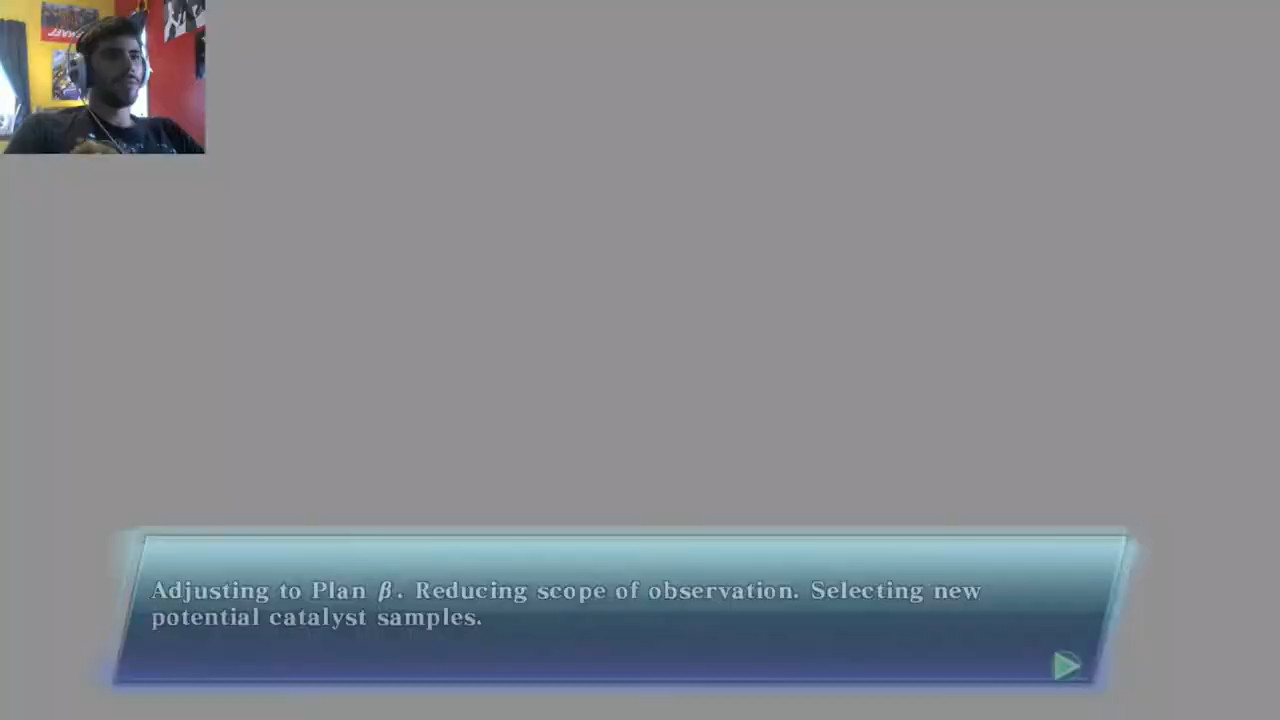 Adjusting to Plan β. Reducing scope of observation. Selecting new
potential catalyst samples.